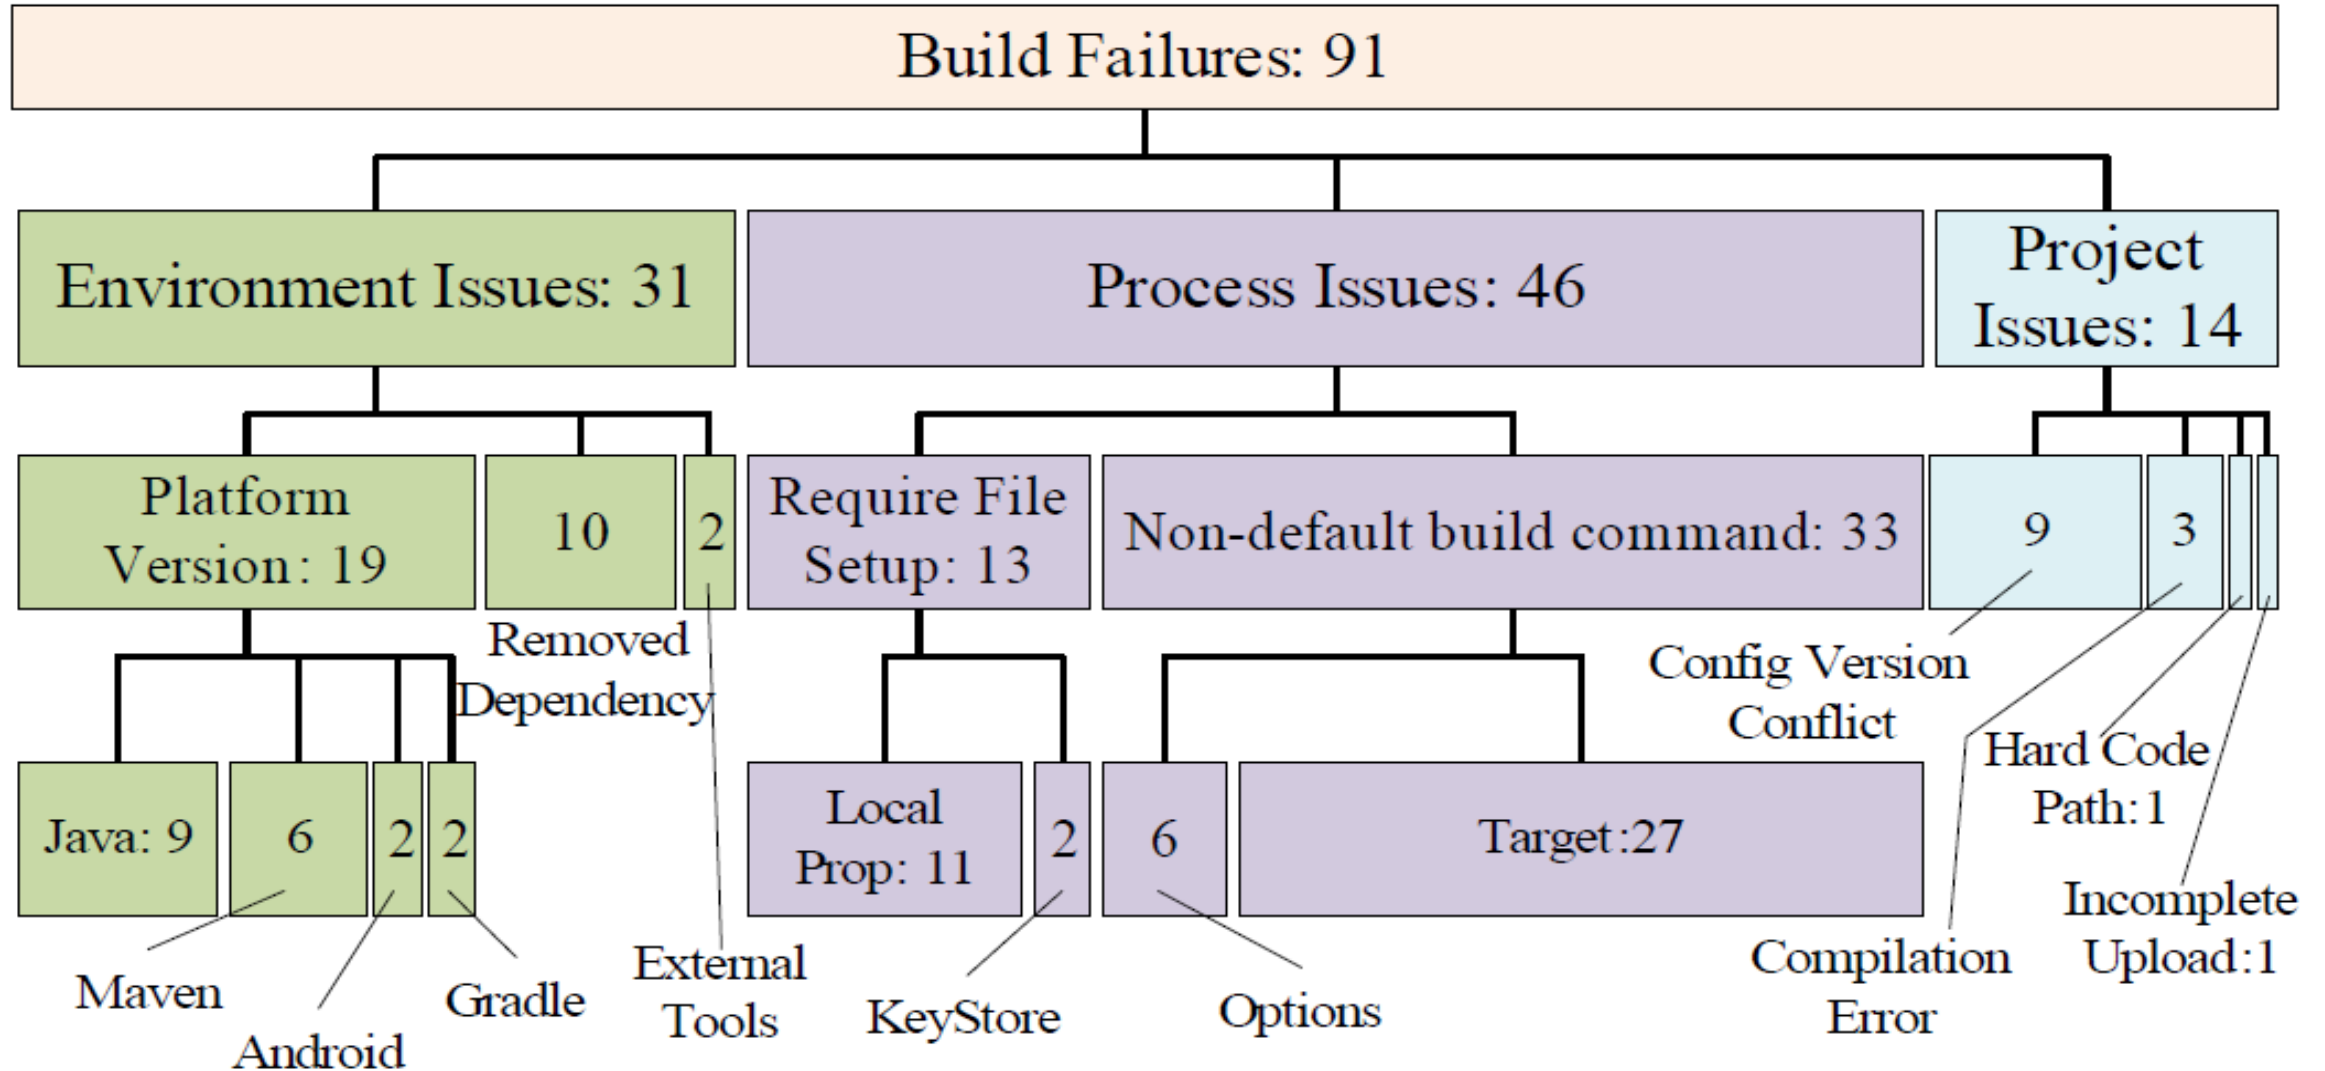 Build Failures: 91
Environment Issues: 31
Process Issues: 46
Project
Issues: 14
Platform
Version: 19
10
2
Require File
Setup: 13
Non-default build command: 33
9
3
Removed
Dependency
Config Version
Conflict
Hard Code
Path:1
Java: 9
6
2
2
Local
Prop: 11
2
6
Target:27
Incomplete
Upload:1
Maven
Android
Gradle
External
Tools
KeyStore
Options
Compilation
Error